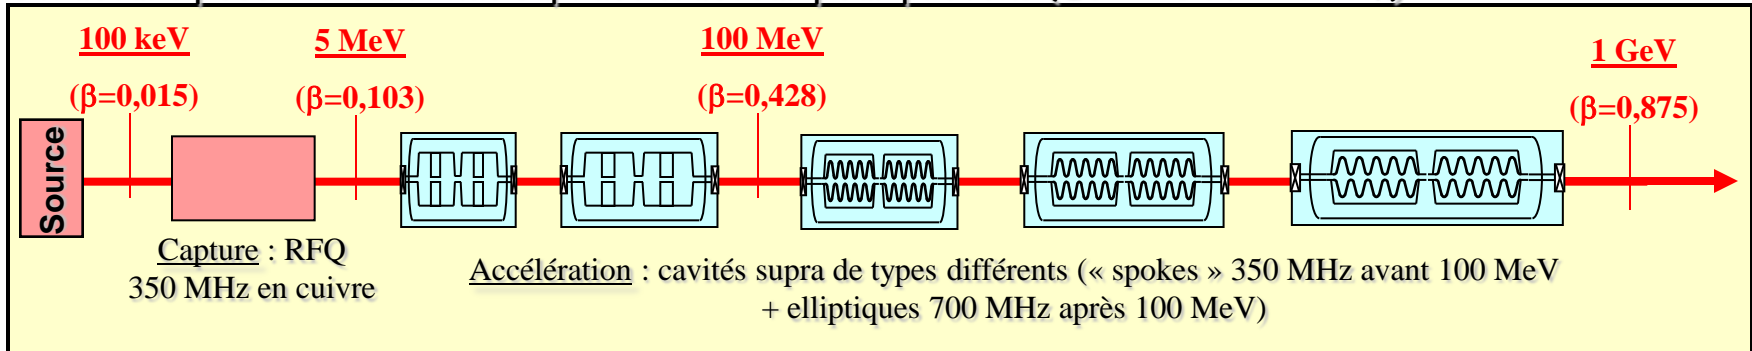 100 keV
5 MeV
100 MeV
1 GeV
(β=0,015)
(β=0,103)
(β=0,428)
(β=0,875)
Source
Capture : RFQ
350 MHz en cuivre
Accélération : cavités supra de types différents (« spokes » 350 MHz avant 100 MeV
+ elliptiques 700 MHz après 100 MeV)